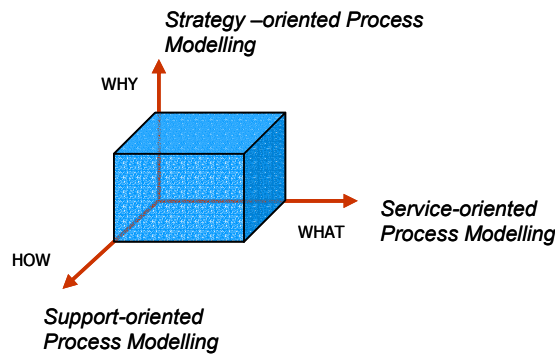 Strategy –oriented Process
Modelling
WHY
Service-oriented
Process Modelling
WHAT
HOW
Support-oriented
Process Modelling